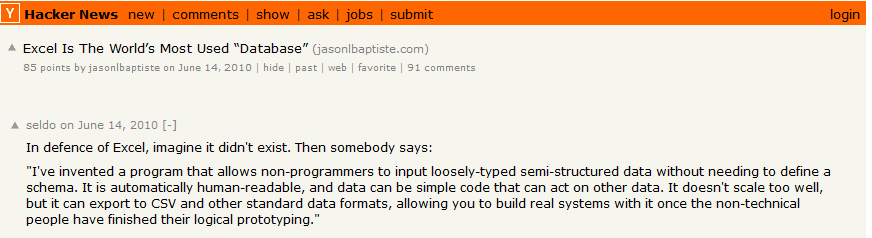 Y Hacker News new | comments | show | ask | jobs | submit login
Excel Is The World’s Most Used “Database” (jasonlbaptiste.com)
85 points by jasonlbaptiste on June 14, 2010 | hide | past | web | favorite | 91 comments
seldo on June 14, 2010 [-]
In defence of Excel, imagine it didn't exist. Then somebody says:
"I've invented a program that allows non-programmers to input loosely-typed semi-structured data without needing to define a
schema. It is automatically human-readable, and data can be simple code that can act on other data. It doesn't scale too well,
but it can export to CSV and other standard data formats, allowing you to build real systems with it once the non-technical
people have finished their logical prototyping."